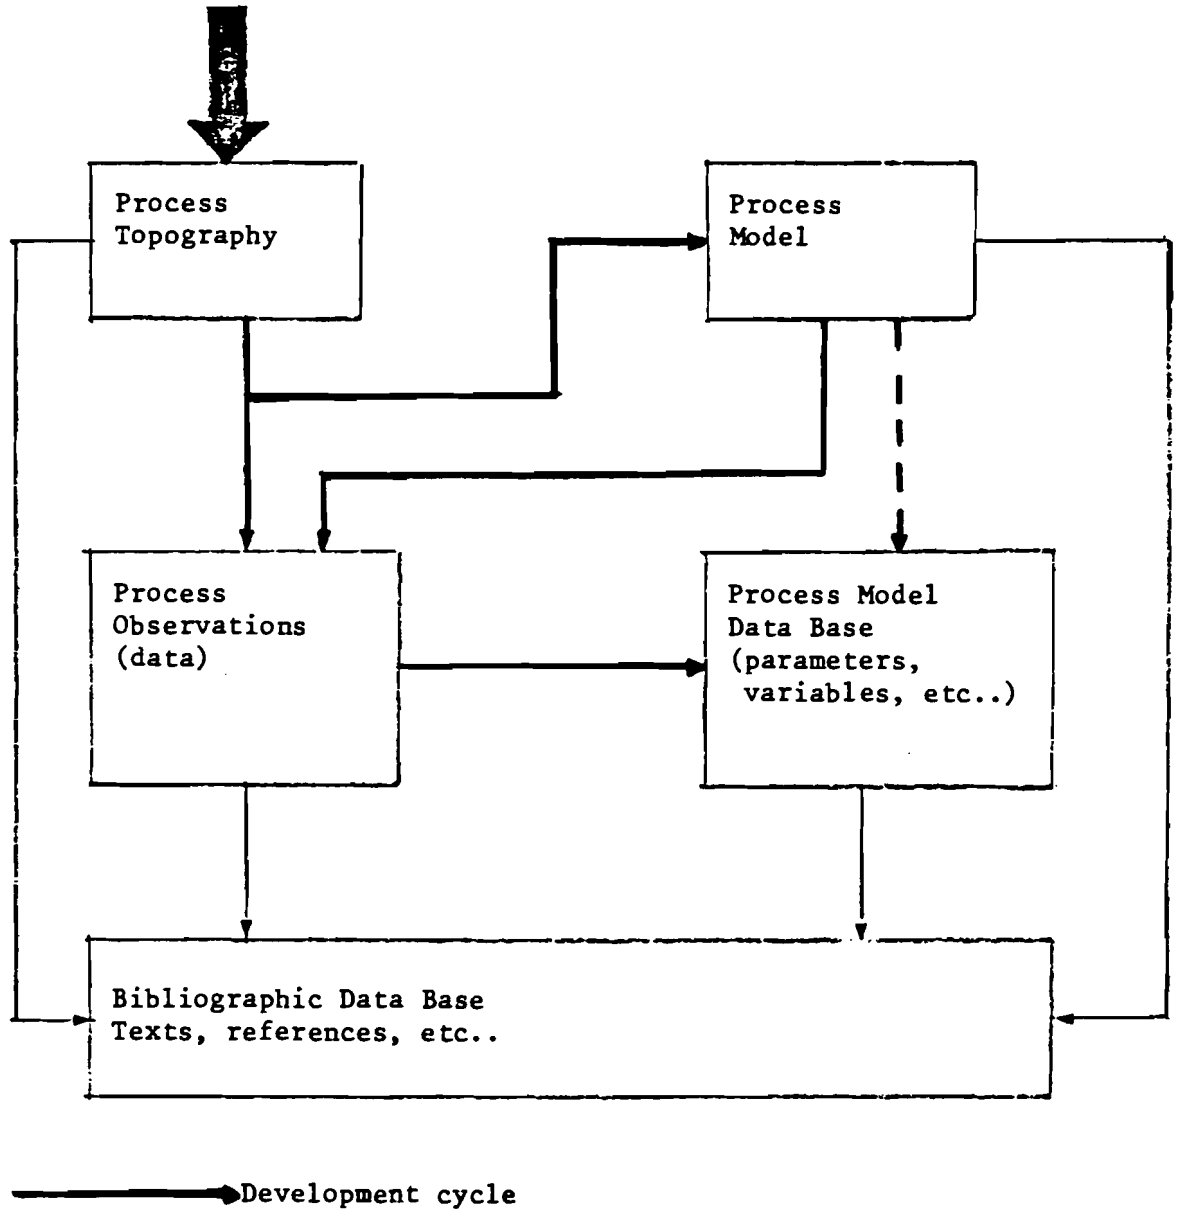 Process
Topography
Process
Model
Process
Observations
(data)
Process Model
Data Base
(parameters,
variables, etc..)
Bibliographic Data Base
Texts, references, etc..
Development cycle